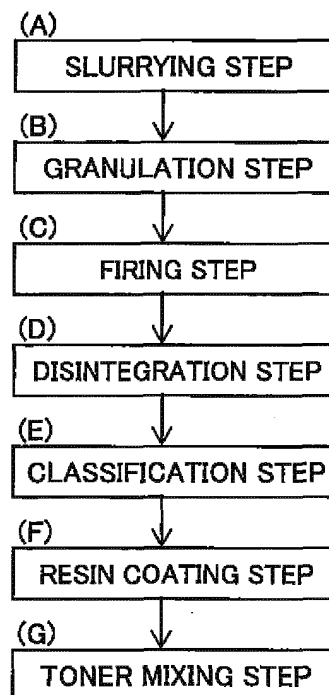 (A)
SLURRYING STEP
(B)
GRANULATION STEP
(C)
FIRING STEP
(D)
DISINTEGRATION STEP
(E)
CLASSIFICATION STEP
(F)
RESIN COATING STEP
(G)
TONER MIXING STEP